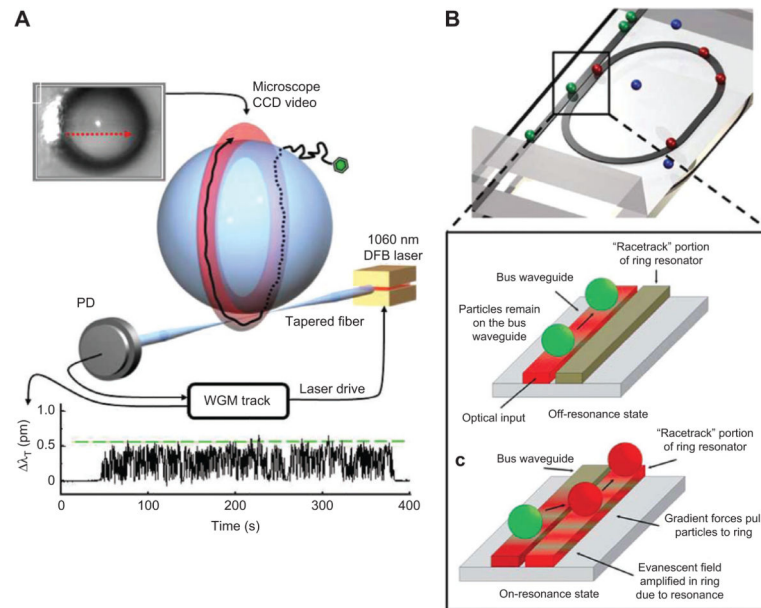 A
Microscope
CCD video
1060 nm
DFB laser
PD
Tapered fiber
WGM track
Laser drive
1.0
0.5
0.0
ΔλT (pm)
0
100
200
300
400
Time (s)
B
"Racetrack" portion
of ring resonator
Bus waveguide
Particles remain
on the bus
waveguide
Optical input
Off-resonance state
c
"Racetrack" portion
of ring resonator
Bus waveguide
Gradient forces pul
particles to ring
Evanescent field
amplified in ring
due to resonance
On-resonance state